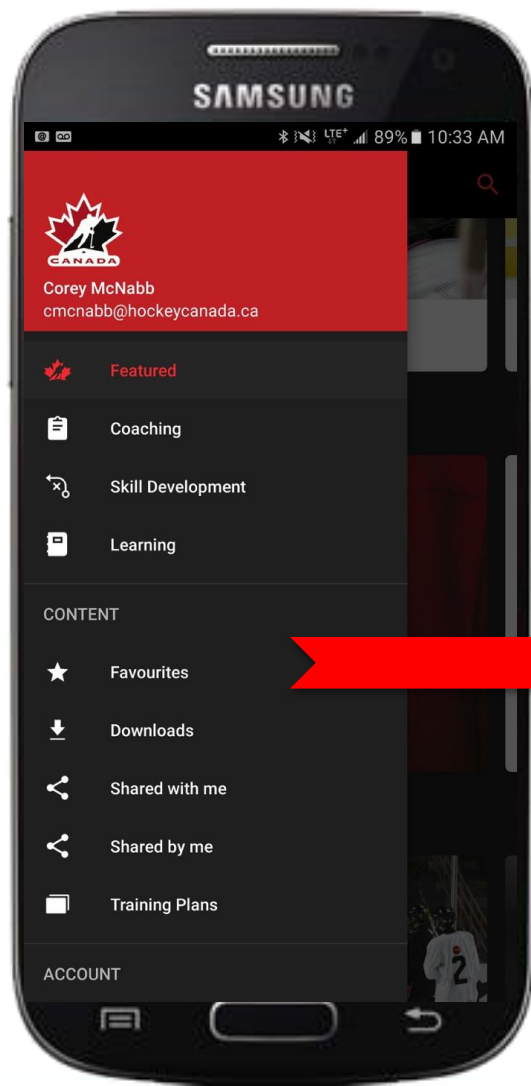 SAMSUNG
LTE+ 89% 10:33 AM
CANADA
Corey McNabb
cmcnabb@hockeycanada.ca
Featured
Coaching
Skill Development
Learning
CONTENT
Favourites
Downloads
Shared with me
Shared by me
Training Plans
ACCOUNT
2